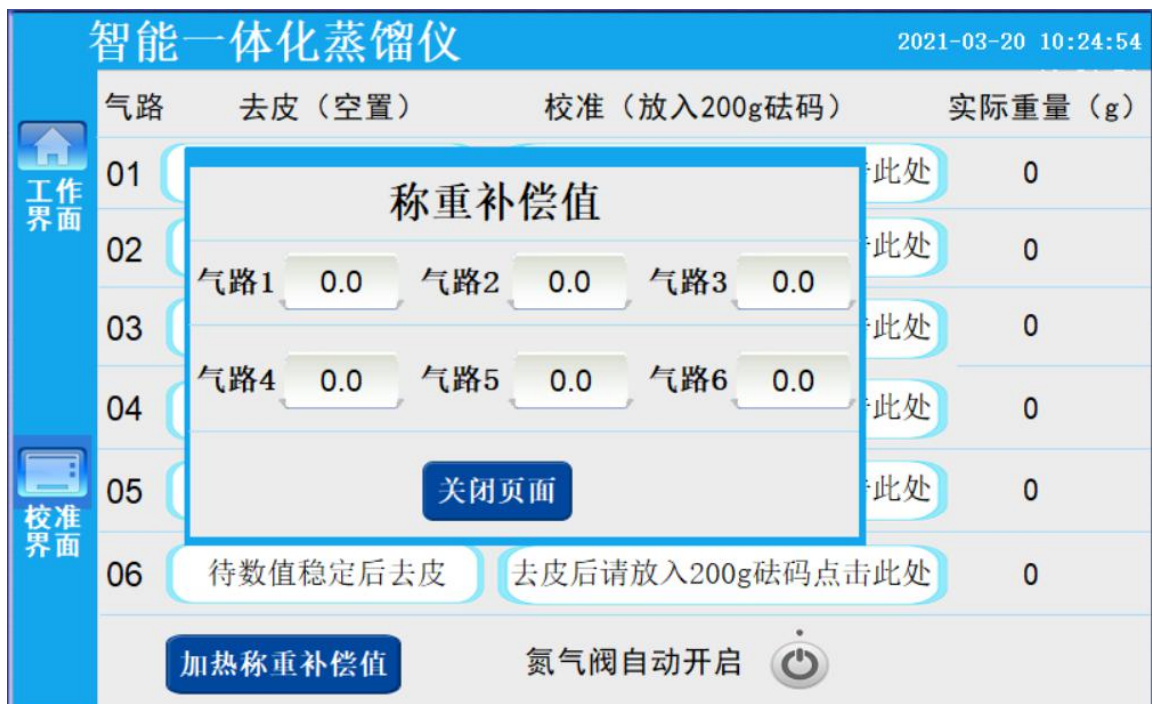 智能一体化蒸馏仪
2021-03-20 10:24:54
气路 去皮（空置） 校准（放入200g砝码） 实际重量（g）
工作
界面
01 此处 0
称重补偿值
02 此处 0
气路1 0.0 气路2 0.0 气路3 0.0
03 此处 0
气路4 0.0 气路5 0.0 气路6 0.0
04 此处 0
关闭页面
05 此处 0
校准
界面
06 待数值稳定后去皮 去皮后请放入200g砝码点击此处 0
加热称重补偿值 氮气阀自动开启